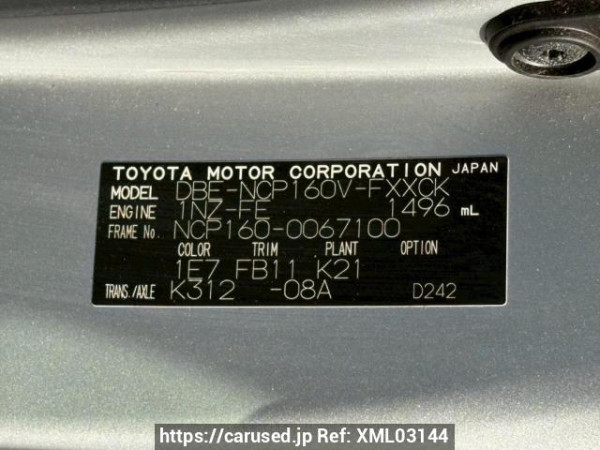 TOYOTA MOTOR CORPORATION JAPAN
MODEL DBE-NCP160V-FXXCK
ENGINE 1NZ-FE 1496 mL
FRAME No. NCP160-0067100
COLOR TRIM PLANT OPTION
1E7 FB11 K21
TRANS./AXLE K312 -08A D242
https://carused.jp Ref: XML03144